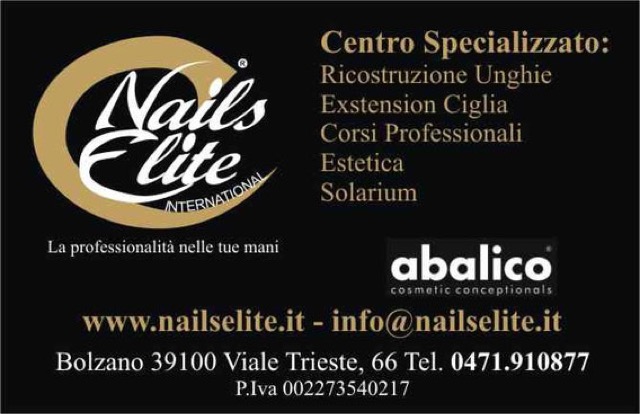 Nails®
Elite
INTERNATIONAL
La professionalità nelle tue mani
Centro Specializzato:
Ricostruzione Unghie
Exstension Ciglia
Corsi Professionali
Estetica
Solarium
abalico®
cosmetic conceptionals
www.nailselite.it - info@nailselite.it
Bolzano 39100 Viale Trieste, 66 Tel. 0471.910877
P.Iva 002273540217